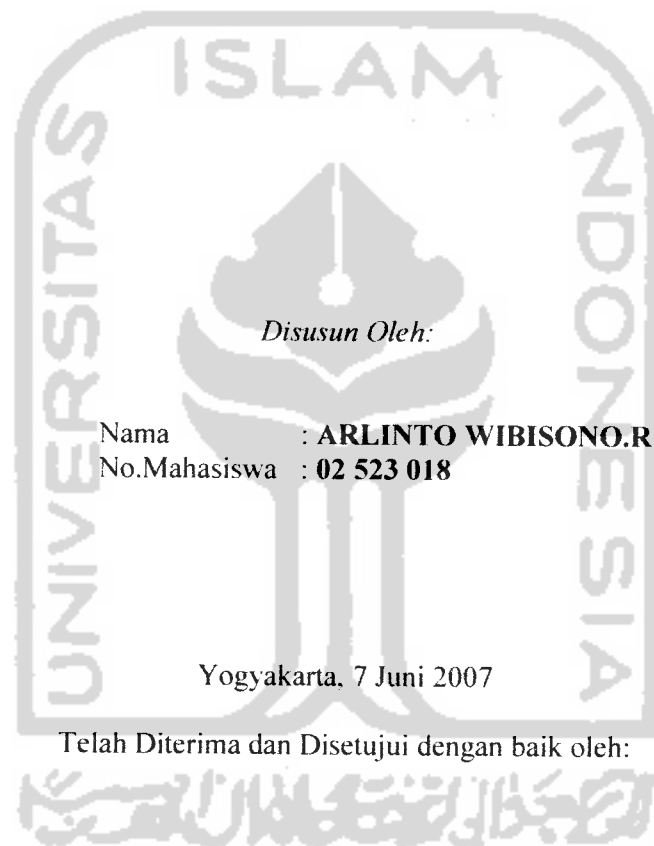 ISLAM
UNIVERSITAS
INDONESIA
Disusun Oleh:
Nama : ARLINTO WIBISONO.R
No.Mahasiswa : 02 523 018
Yogyakarta, 7 Juni 2007
Telah Diterima dan Disetujui dengan baik oleh: